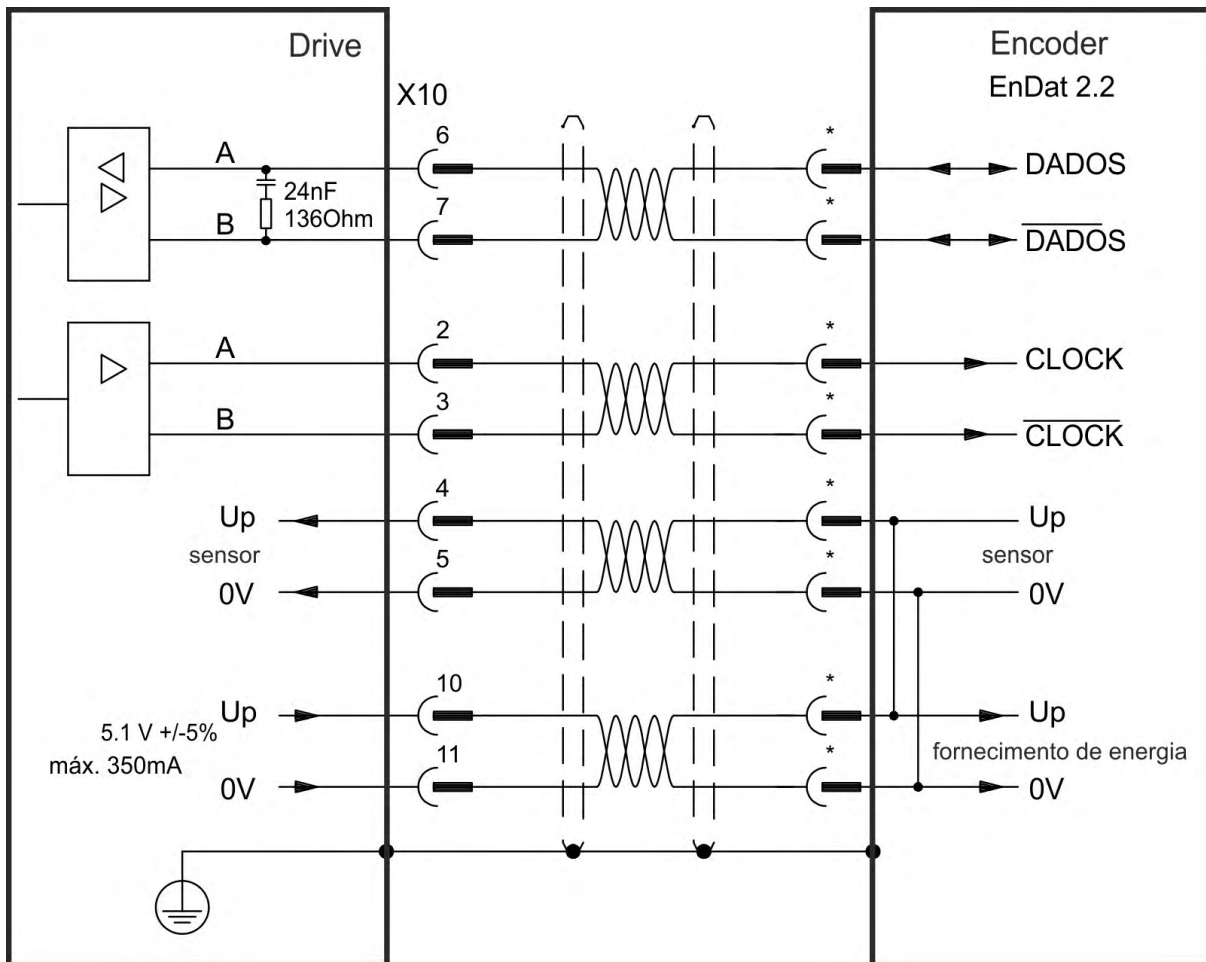 Drive
Encoder
EnDat 2.2
X10
A
6
*
DADOS
24nF
136Ohm
B
7
*
DADOS
A
2
*
CLOCK
B
3
*
CLOCK
Up
4
*
Up
sensor
sensor
0V
5
*
0V
Up
10
*
Up
5.1 V +/-5%
máx. 350mA
fornecimento de energia
0V
11
*
0V